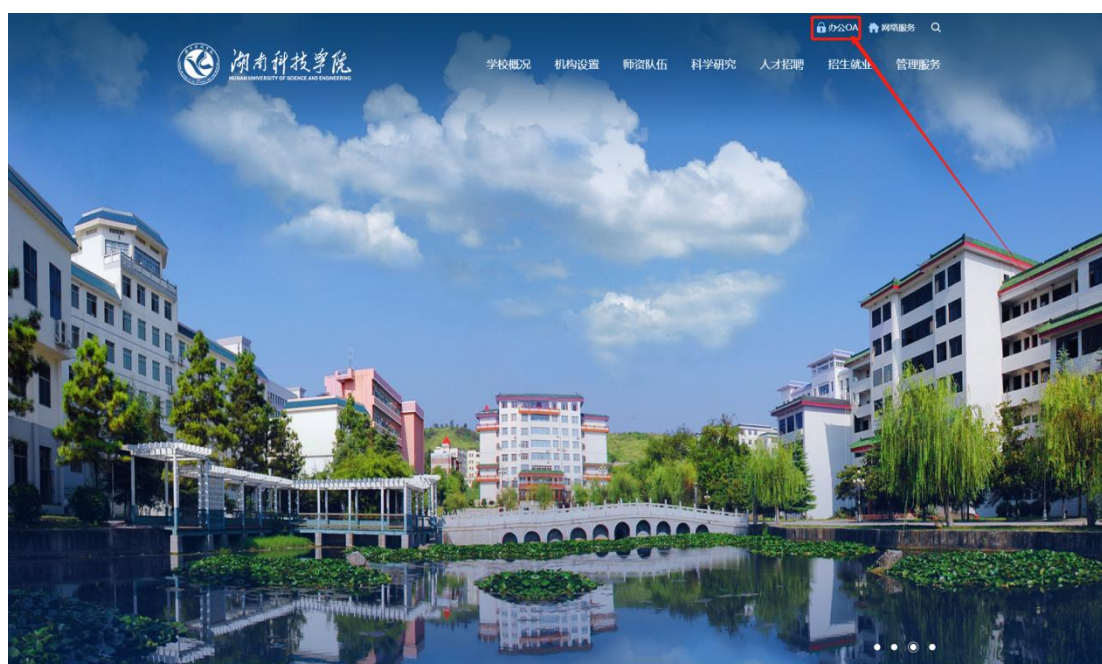 办公OA 网络服务
湖南科技学院
HUNAN UNIVERSITY OF SCIENCE AND ENGINEERING
学校概况 机构设置 师资队伍 科学研究 人才招聘 招生就业 管理服务